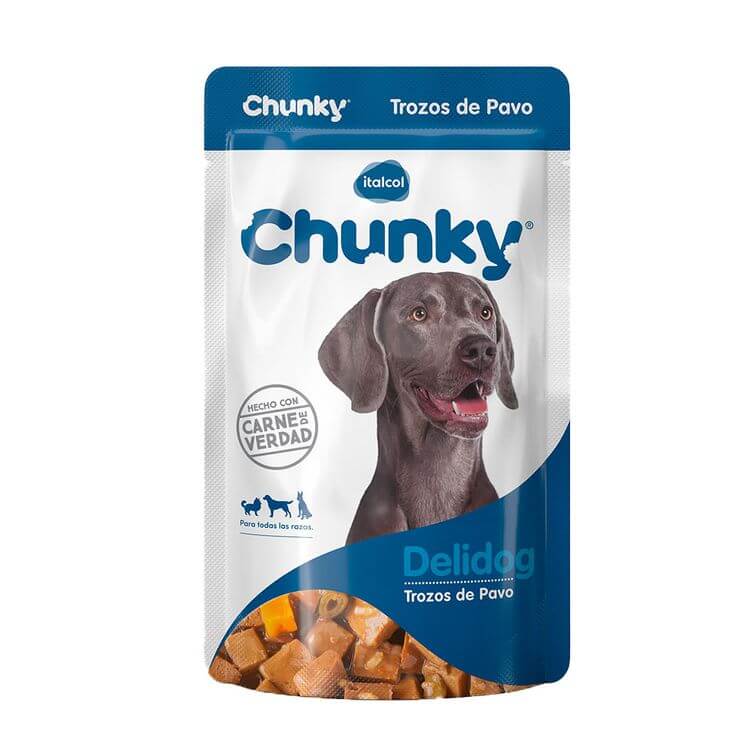 Chunky®
Trozos de Pavo
italcol
Chunky®
HECHO CON
CARNE DE
VERDAD
Para todas las razas.
Delidog
Trozos de Pavo